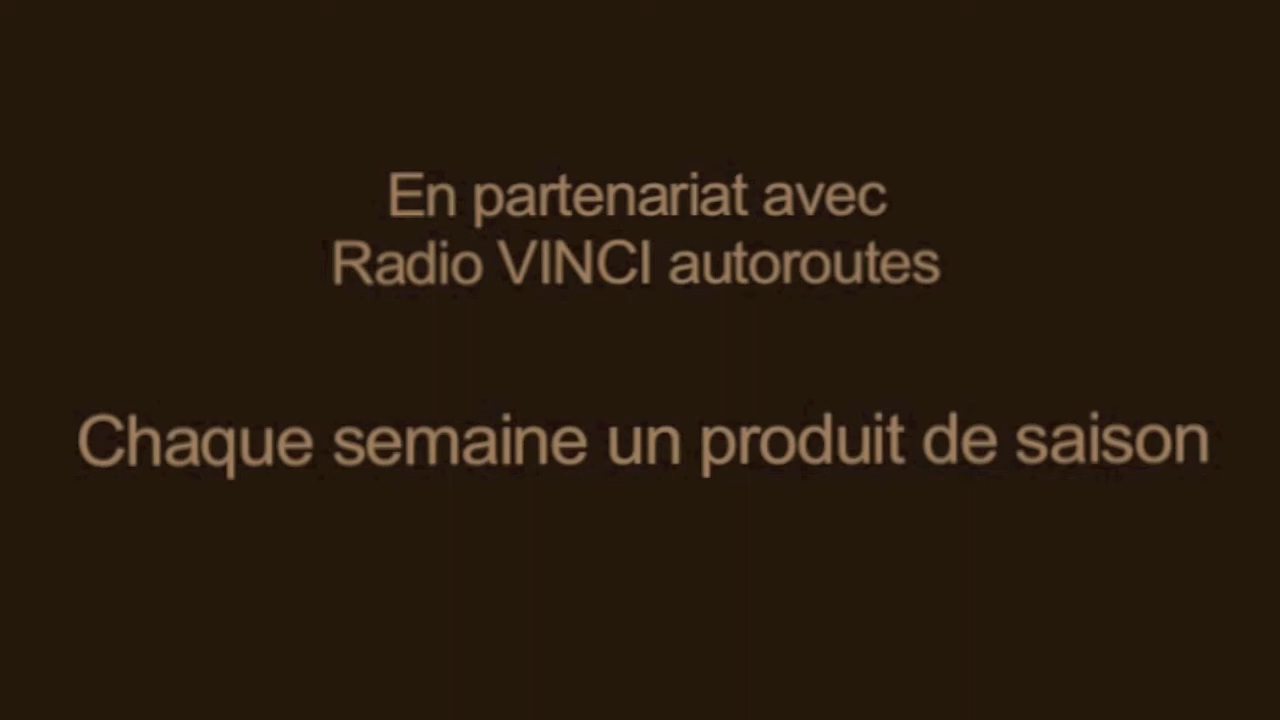 En partenariat avec
Radio VINCI autoroutes
Chaque semaine un produit de saison